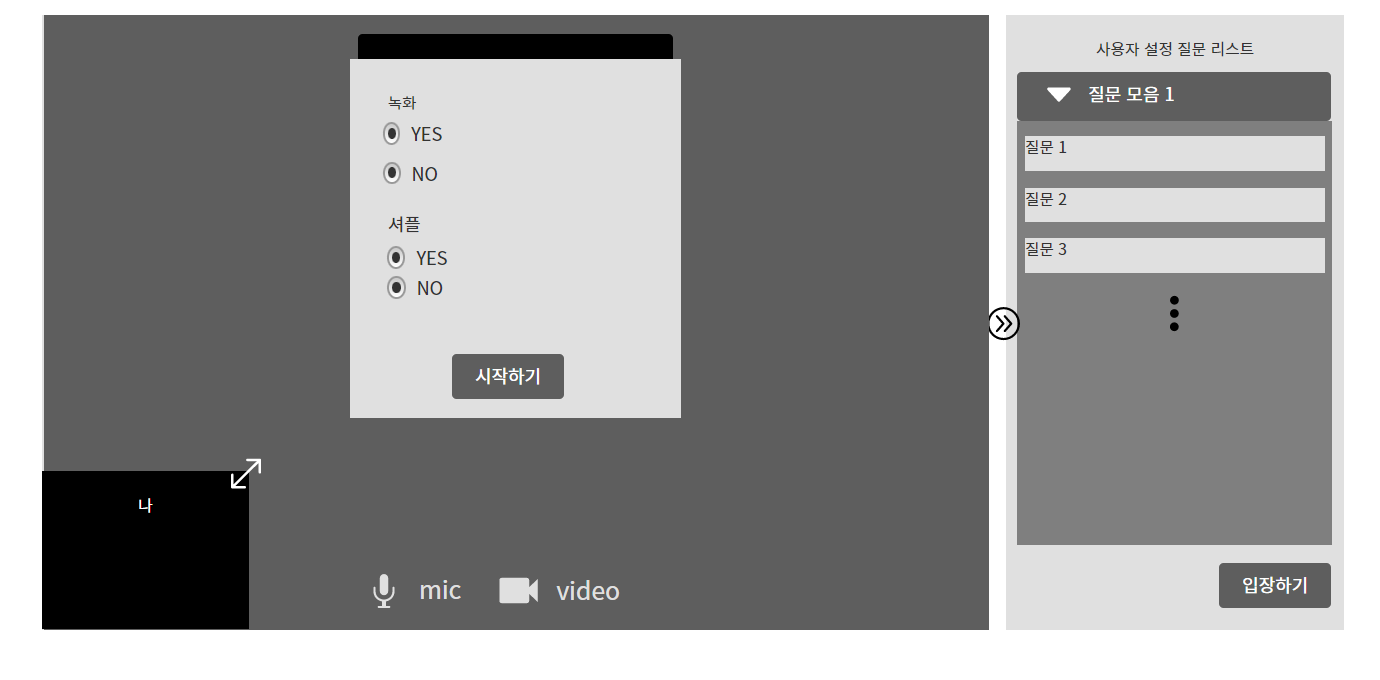 녹화
YES
NO
셔플
YES
NO
시작하기
나
mic
video
사용자 설정 질문 리스트
질문 모음 1
질문 1
질문 2
질문 3
입장하기